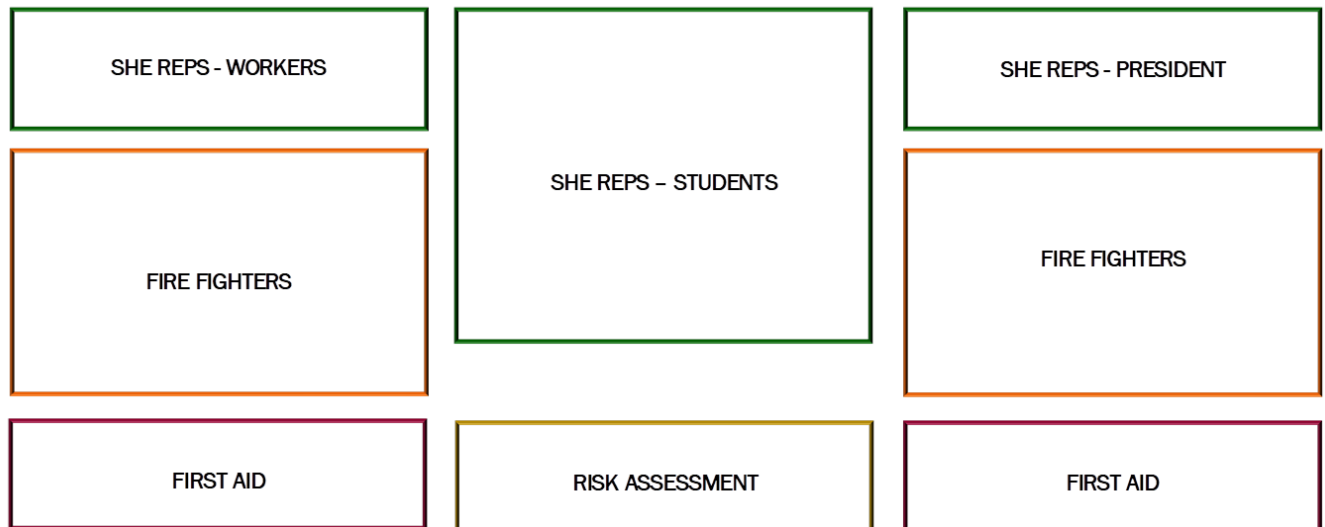 SHE REPS - WORKERS
SHE REPS – STUDENTS
SHE REPS - PRESIDENT
FIRE FIGHTERS
FIRE FIGHTERS
FIRST AID
RISK ASSESSMENT
FIRST AID